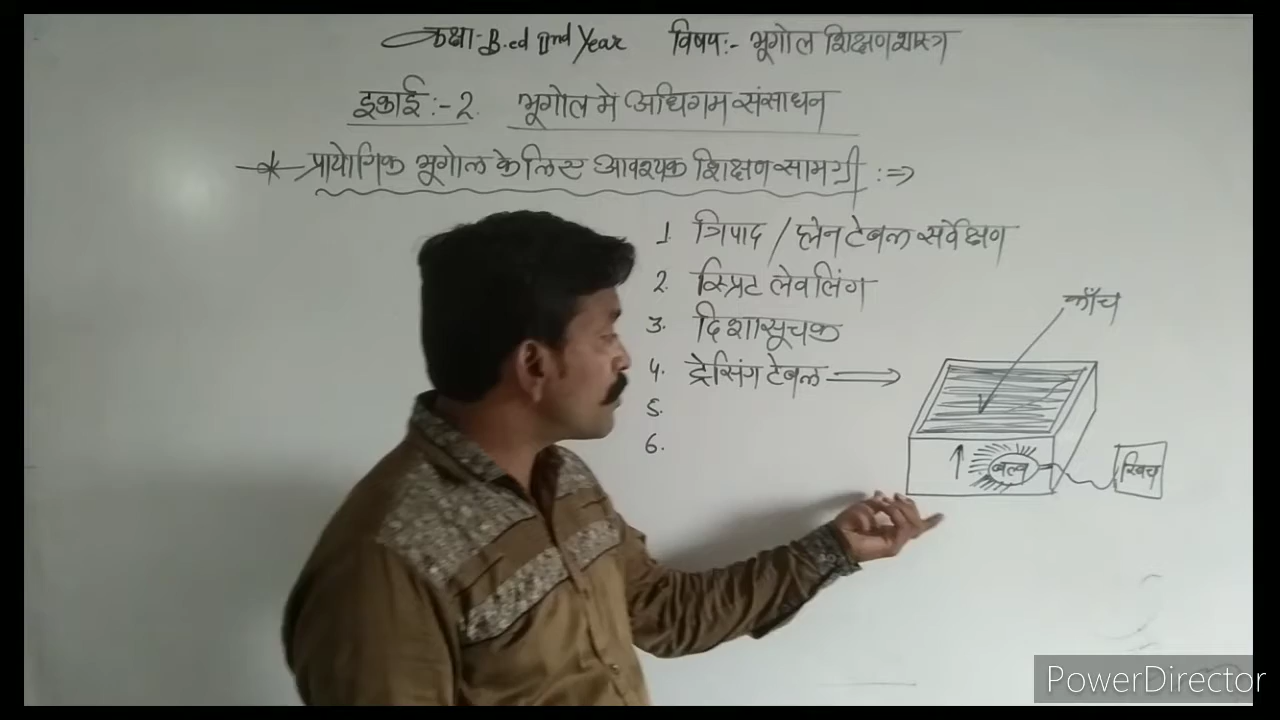 कक्षा:- B.ed IInd Year विषय:- भूगोल शिक्षणशास्त्र
इकाई:- 2. भूगोल मे अधिगम संसाधन
* प्रायोगिक भूगोल के लिए आवश्यक शिक्षण सामग्री :⇒
1. त्रिपाद / प्लेन टेबल सर्वेक्षण
2. स्प्रिट लेवलिंग
3. दिशासूचक
4. ट्रेसिंग टेबल ⟹
5.
6.
काँच
बल्व
स्विच
PowerDirector